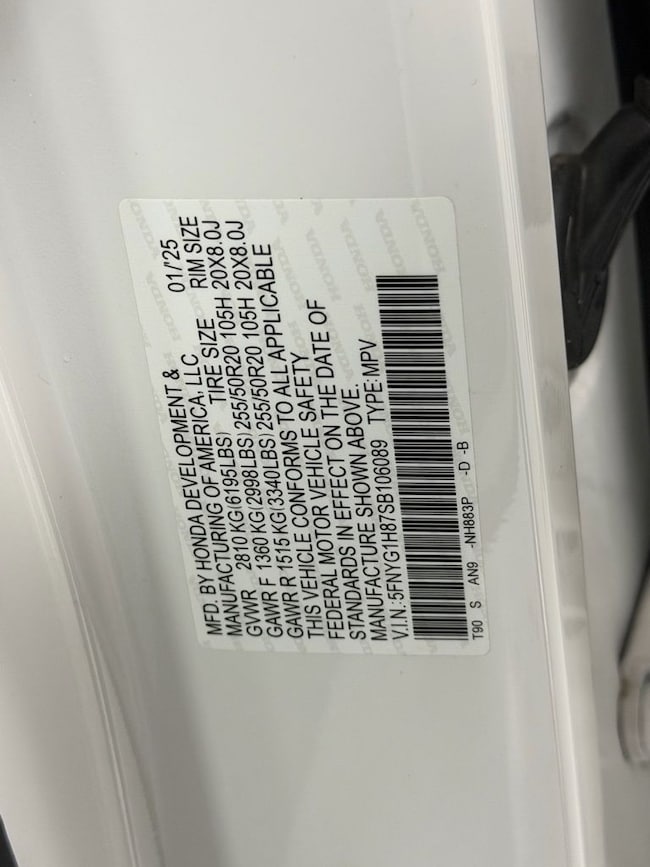 MFD. BY HONDA DEVELOPMENT & 01/'25
MANUFACTURING OF AMERICA, LLC
TIRE SIZE RIM SIZE
GVWR 2810 KG(6195LBS)
GAWR F 1360 KG(2998LBS) 255/50R20 105H 20X8.0J
GAWR R 1515 KG(3340LBS) 255/50R20 105H 20X8.0J
THIS VEHICLE CONFORMS TO ALL APPLICABLE
FEDERAL MOTOR VEHICLE SAFETY
STANDARDS IN EFFECT ON THE DATE OF
MANUFACTURE SHOWN ABOVE.
V.I.N.:5FNYG1H87SB106089 TYPE: MPV
T90 S AN9 -NH883P -D -B